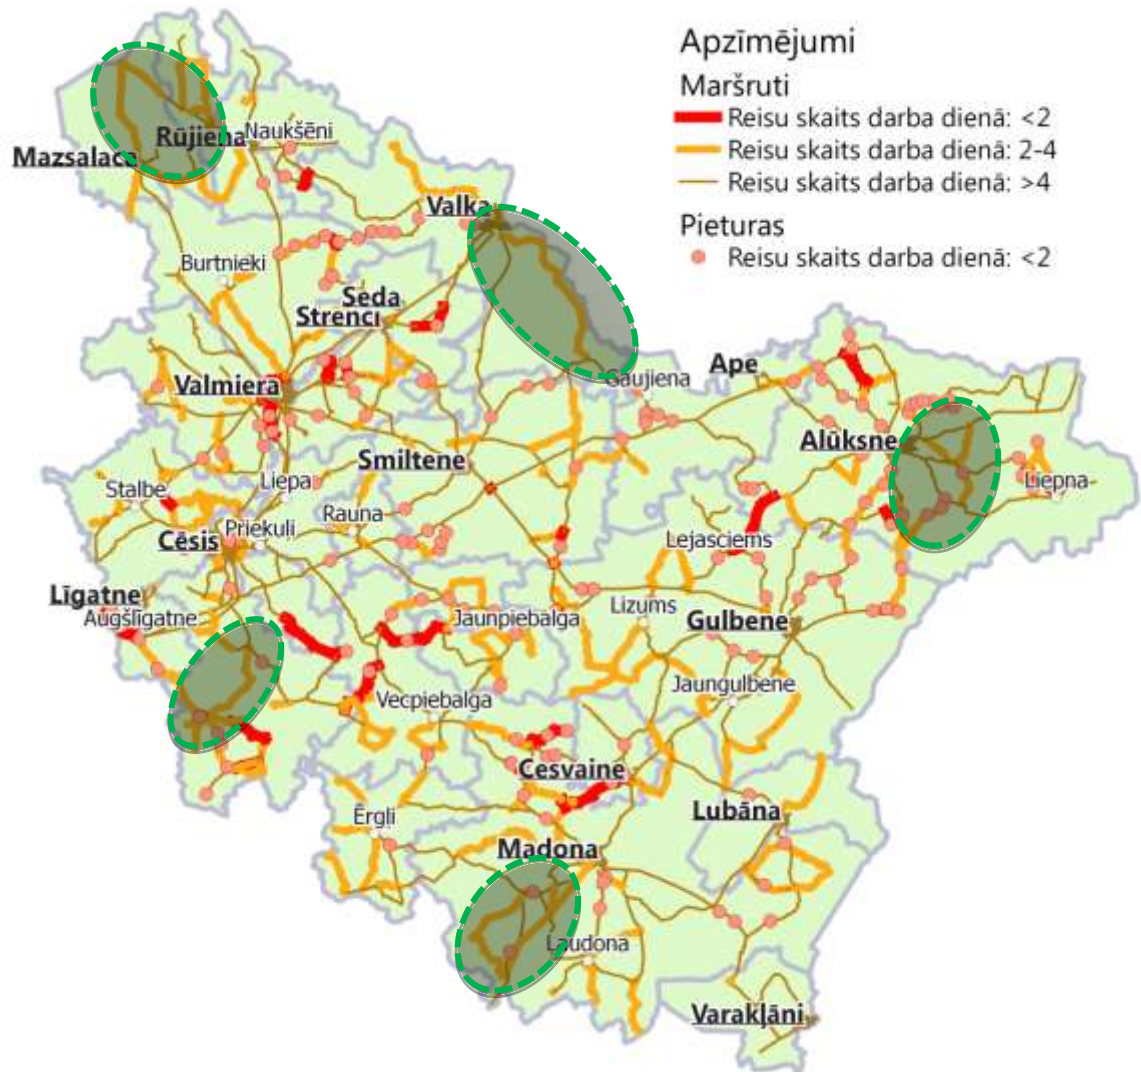 Apzīmējumi
Maršruti
Reisu skaits darba dienā: <2
Reisu skaits darba dienā: 2-4
Reisu skaits darba dienā: >4
Pieturas
Reisu skaits darba dienā: <2
Rūjiena
Naukšēni
Mazsalaca
Valka
Burtnieki
Seda
Strenči
Valmiera
Gaujiena
Ape
Alūksne
Smiltene
Stalbe
Liepa
Liepna
Rauna
Priekuļi
Cēsis
Lejasciems
Līgatne
Augšlīgatne
Jaunpiebalga
Lizums
Gulbene
Jaungulbene
Vecpiebalga
Cesvaine
Lubāna
Ērgļi
Madona
Ļaudona
Varakļāni